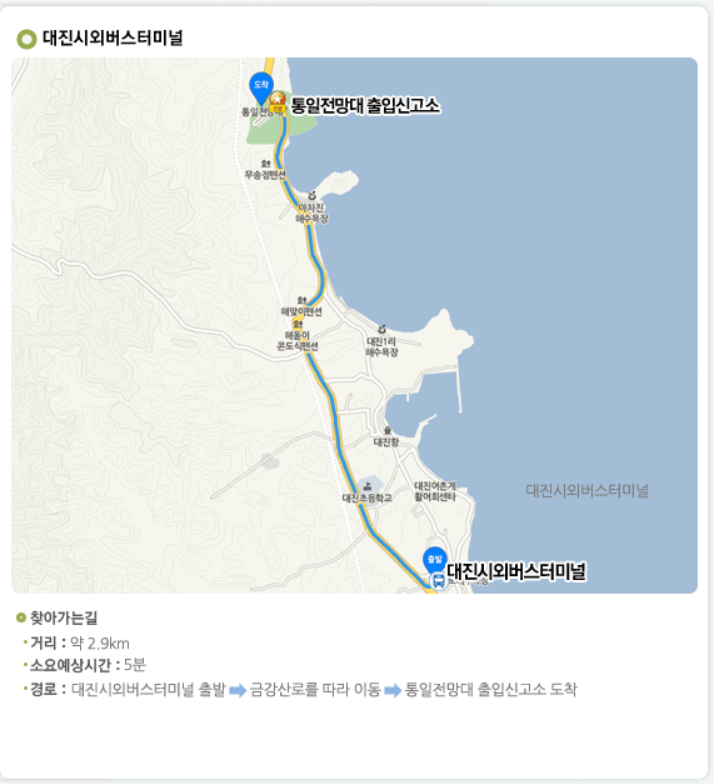 대진시외버스터미널
도착
통일전망대 출입신고소
무송정펜션
마차진
해수욕장
해맞이펜션
해돋이
콘도식펜션
대진1리
해수욕장
대진항
대진초등학교
대진어촌계
활어회센타
대진시외버스터미널
출발
대진시외버스터미널
찾아가는길
거리 : 약 2.9km
소요예상시간 : 5분
경로 : 대진시외버스터미널 출발 ➡ 금강산로를 따라 이동 ➡ 통일전망대 출입신고소 도착